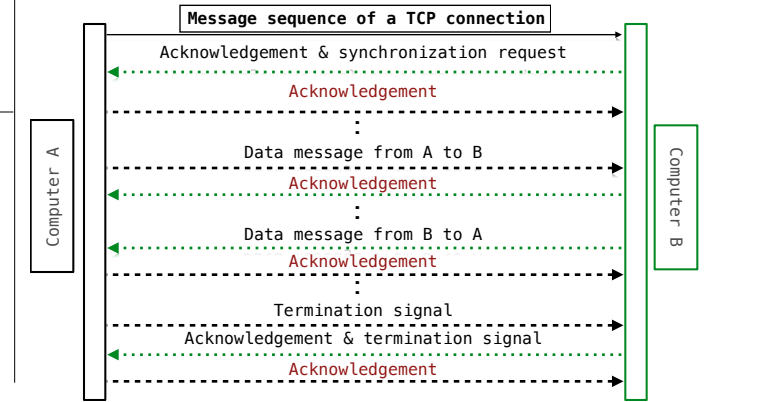 Message sequence of a TCP connection
Acknowledgement & synchronization request
Acknowledgement
Data message from A to B
Acknowledgement
Data message from B to A
Acknowledgement
Termination signal
Acknowledgement & termination signal
Acknowledgement
Computer A
Computer B